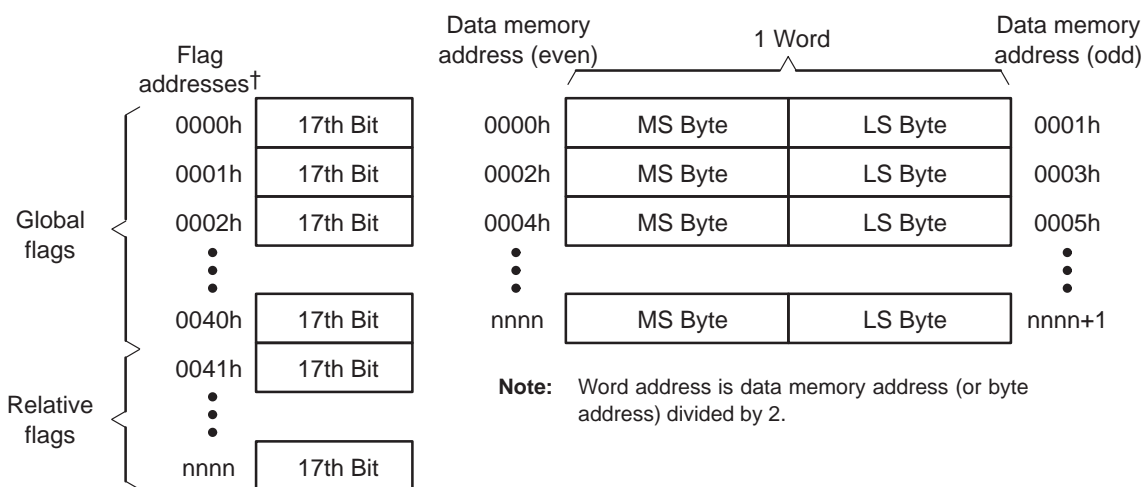 Flag
addresses†
Data memory
address (even)
1 Word
Data memory
address (odd)
0000h 17th Bit 0000h MS Byte LS Byte 0001h
0001h 17th Bit 0002h MS Byte LS Byte 0003h
Global
flags
0002h 17th Bit 0004h MS Byte LS Byte 0005h
0040h 17th Bit nnnn MS Byte LS Byte nnnn+1
0041h 17th Bit
Note: Word address is data memory address (or byte
address) divided by 2.
Relative
flags
nnnn 17th Bit